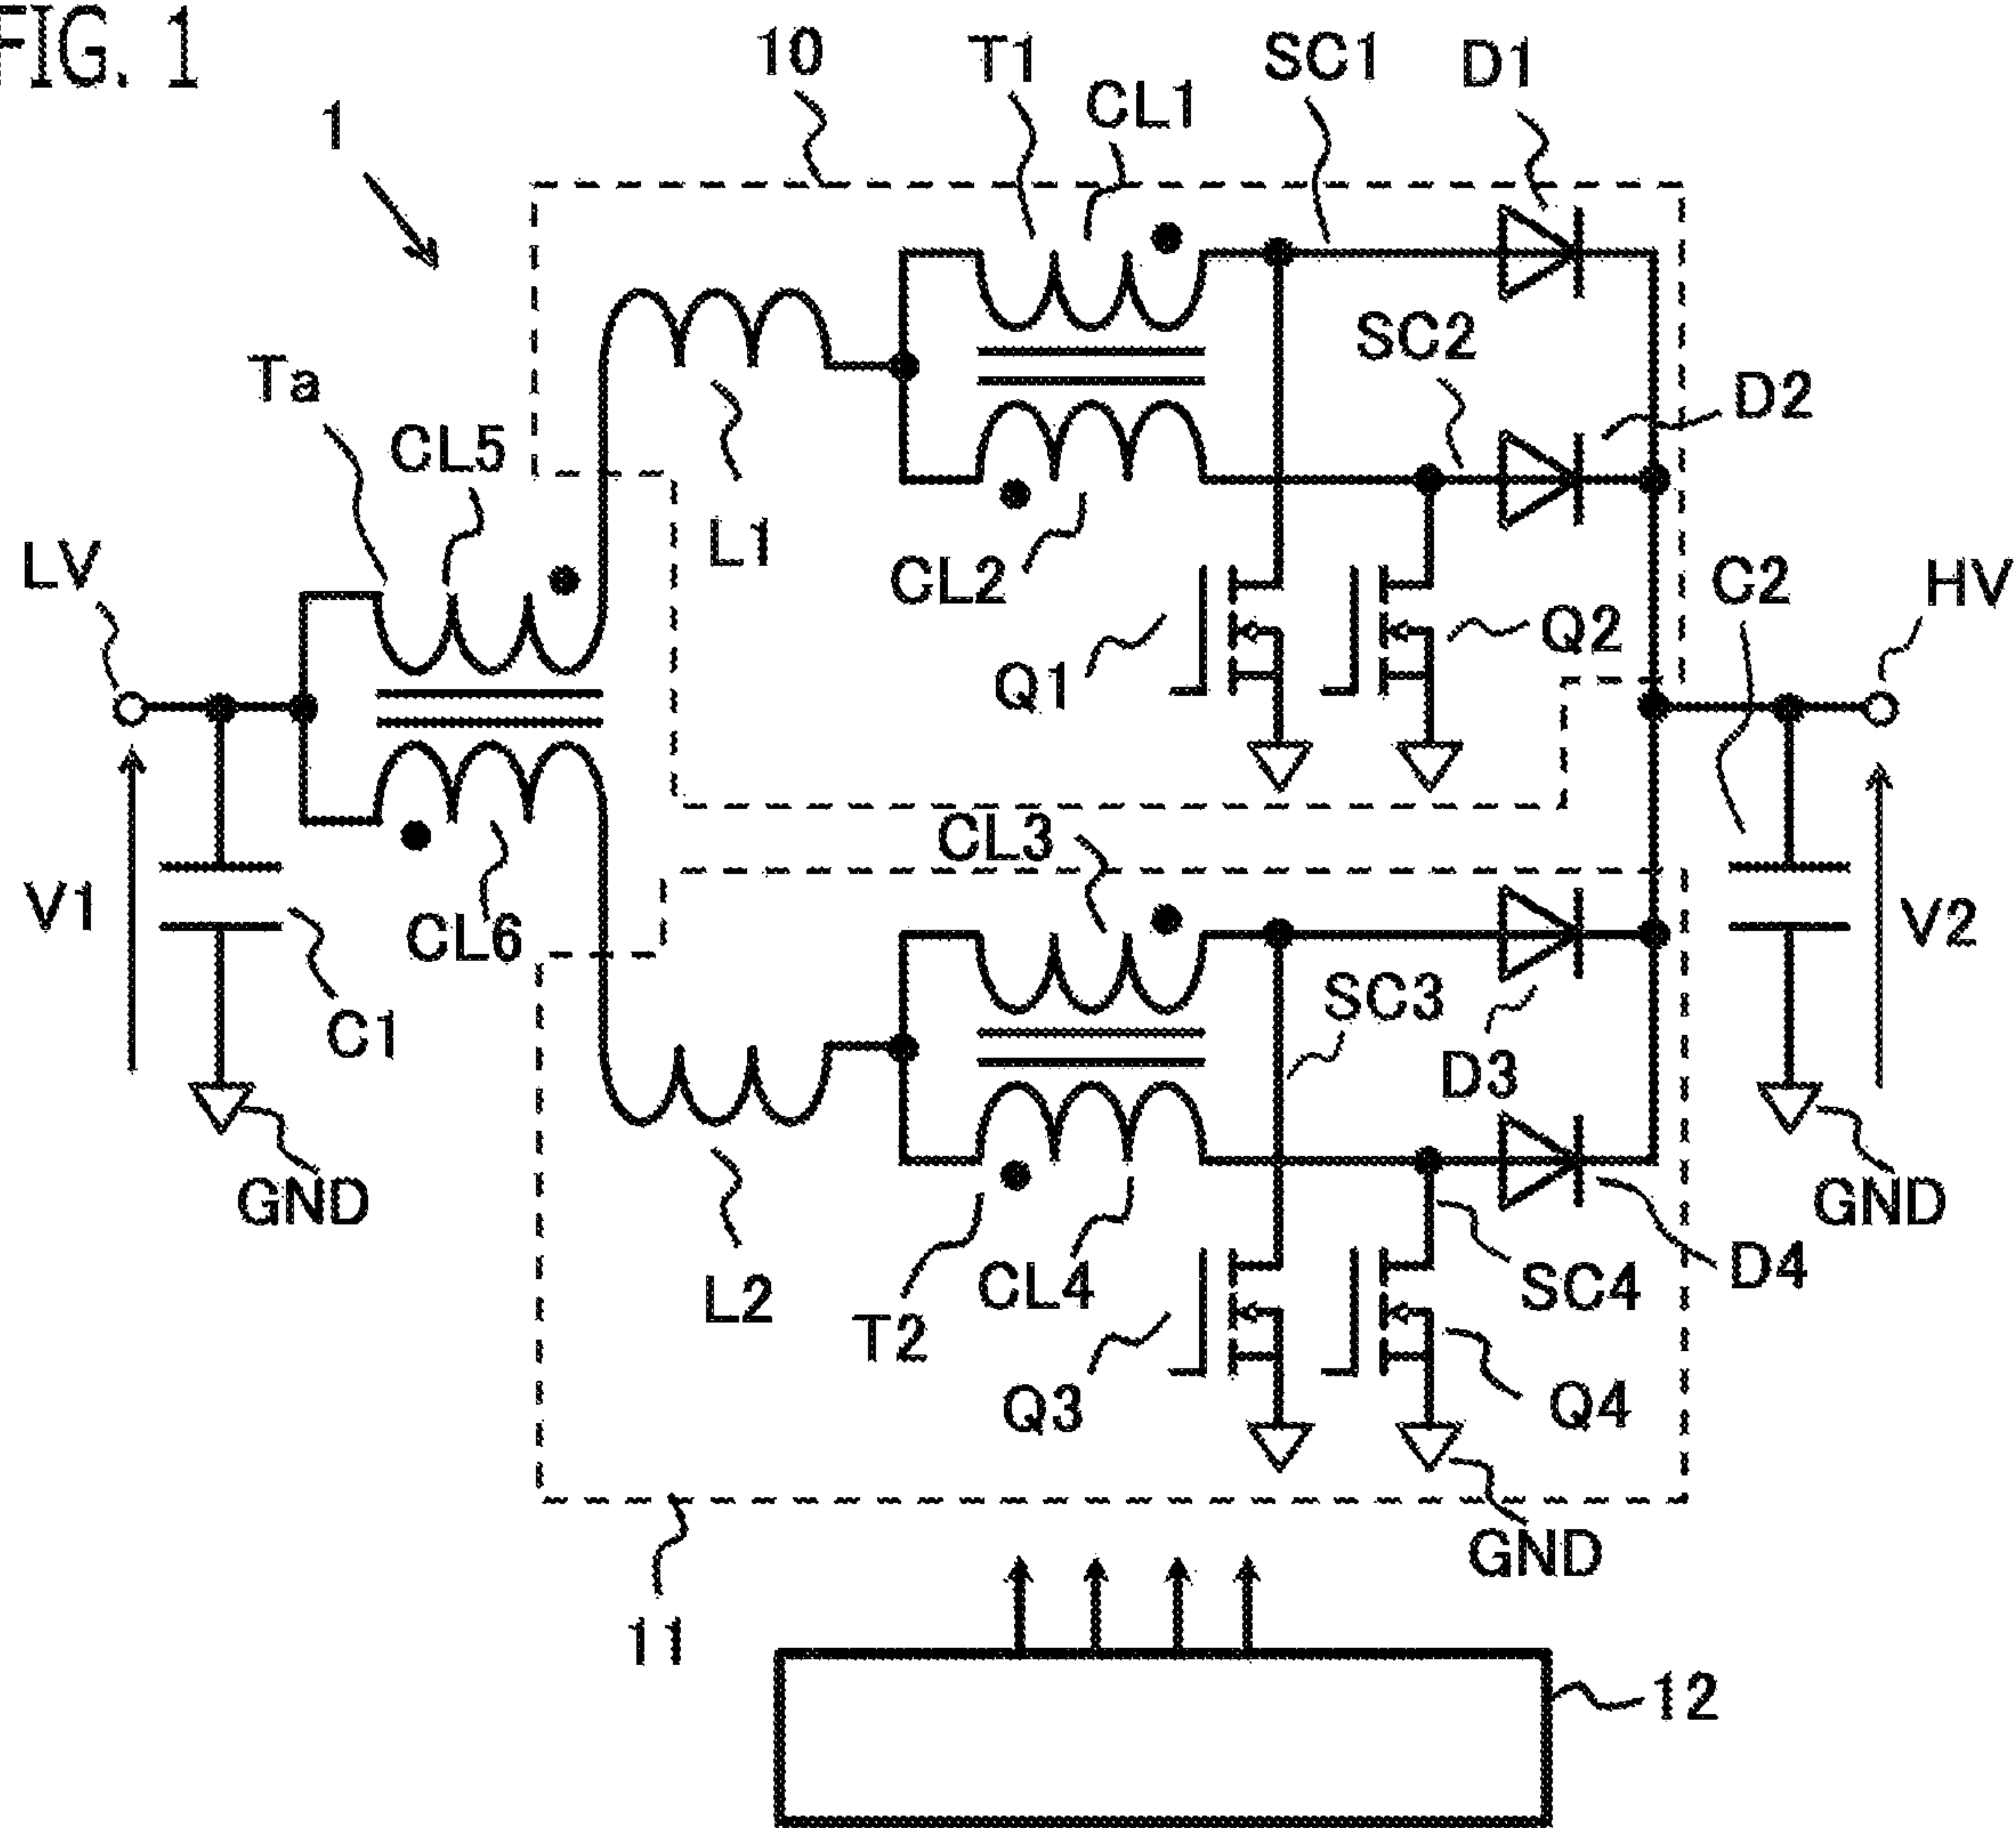 FIG. 1
10
T1
SC1
D1
CL1
1
SC2
Ta
D2
CL5
L1
LV
CL2
C2
HV
Q2
Q1
CL3
V1
CL6
V2
SC3
C1
D3
GND
GND
D4
CL4
SC4
L2
T2
Q3
Q4
GND
11
12